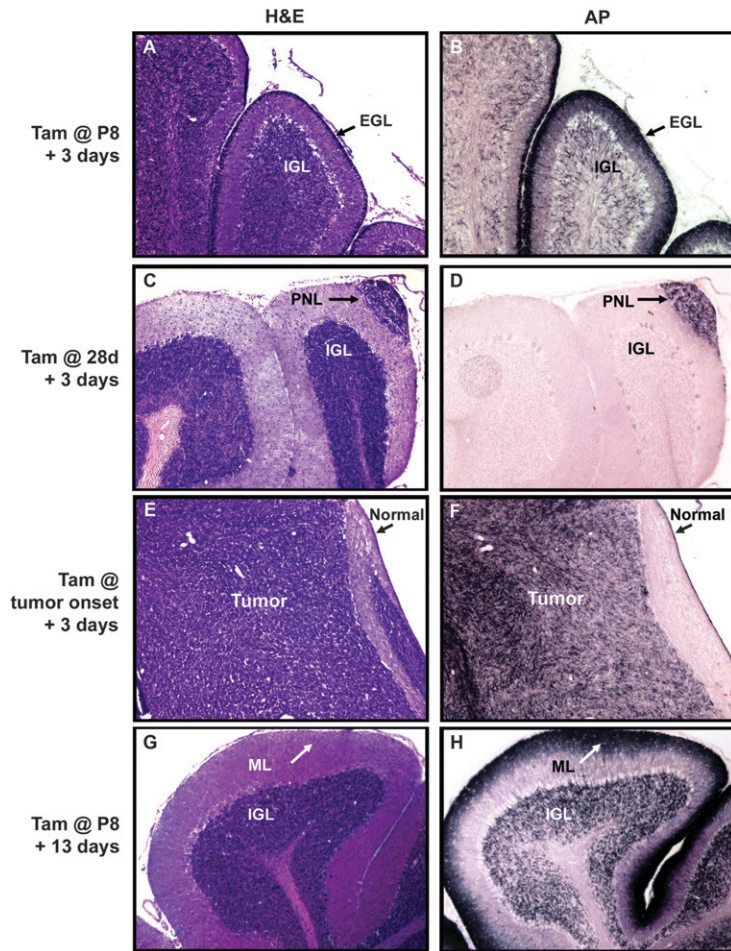 H&E
AP
Tam @ P8
+ 3 days
A
EGL
IGL
B
EGL
IGL
Tam @ 28d
+ 3 days
C
PNL
IGL
D
PNL
IGL
Tam @
tumor onset
+ 3 days
E
Normal
Tumor
F
Normal
Tumor
Tam @ P8
+ 13 days
G
ML
IGL
H
ML
IGL